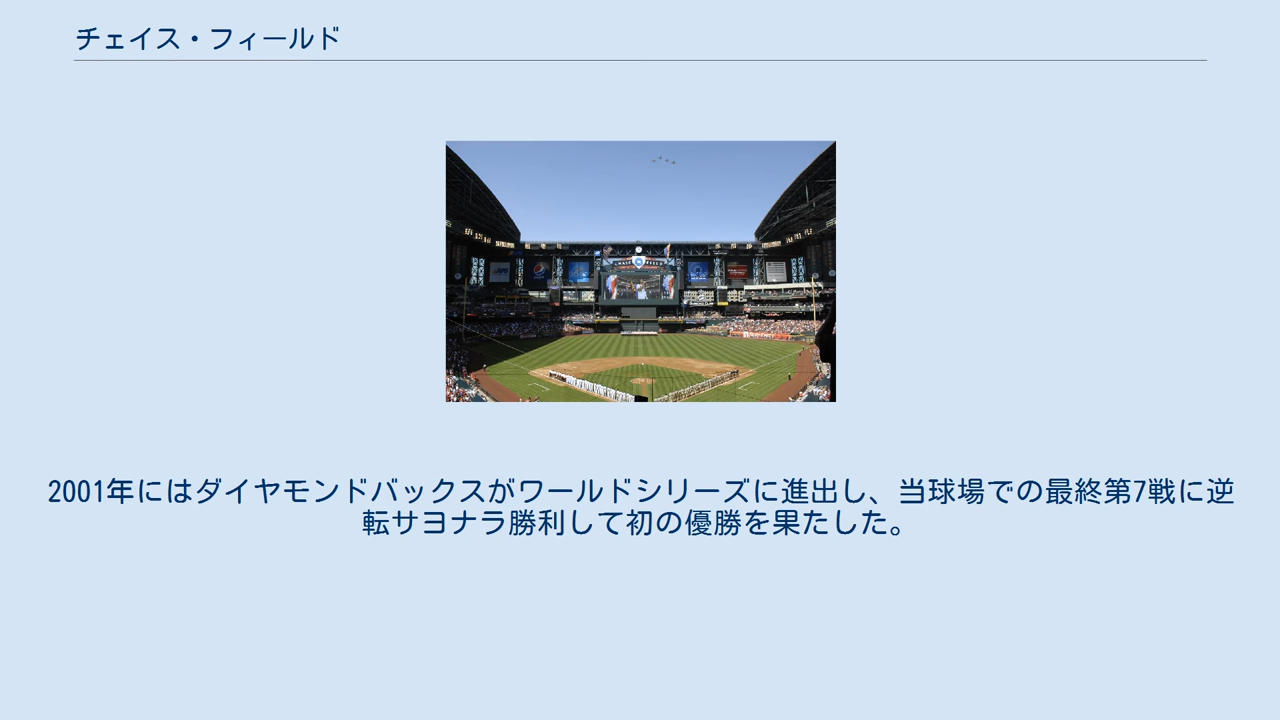 チェイス・フィールド
2001年にはダイヤモンドバックスがワールドシリーズに進出し、当球場での最終第7戦に逆
転サヨナラ勝利して初の優勝を果たした。